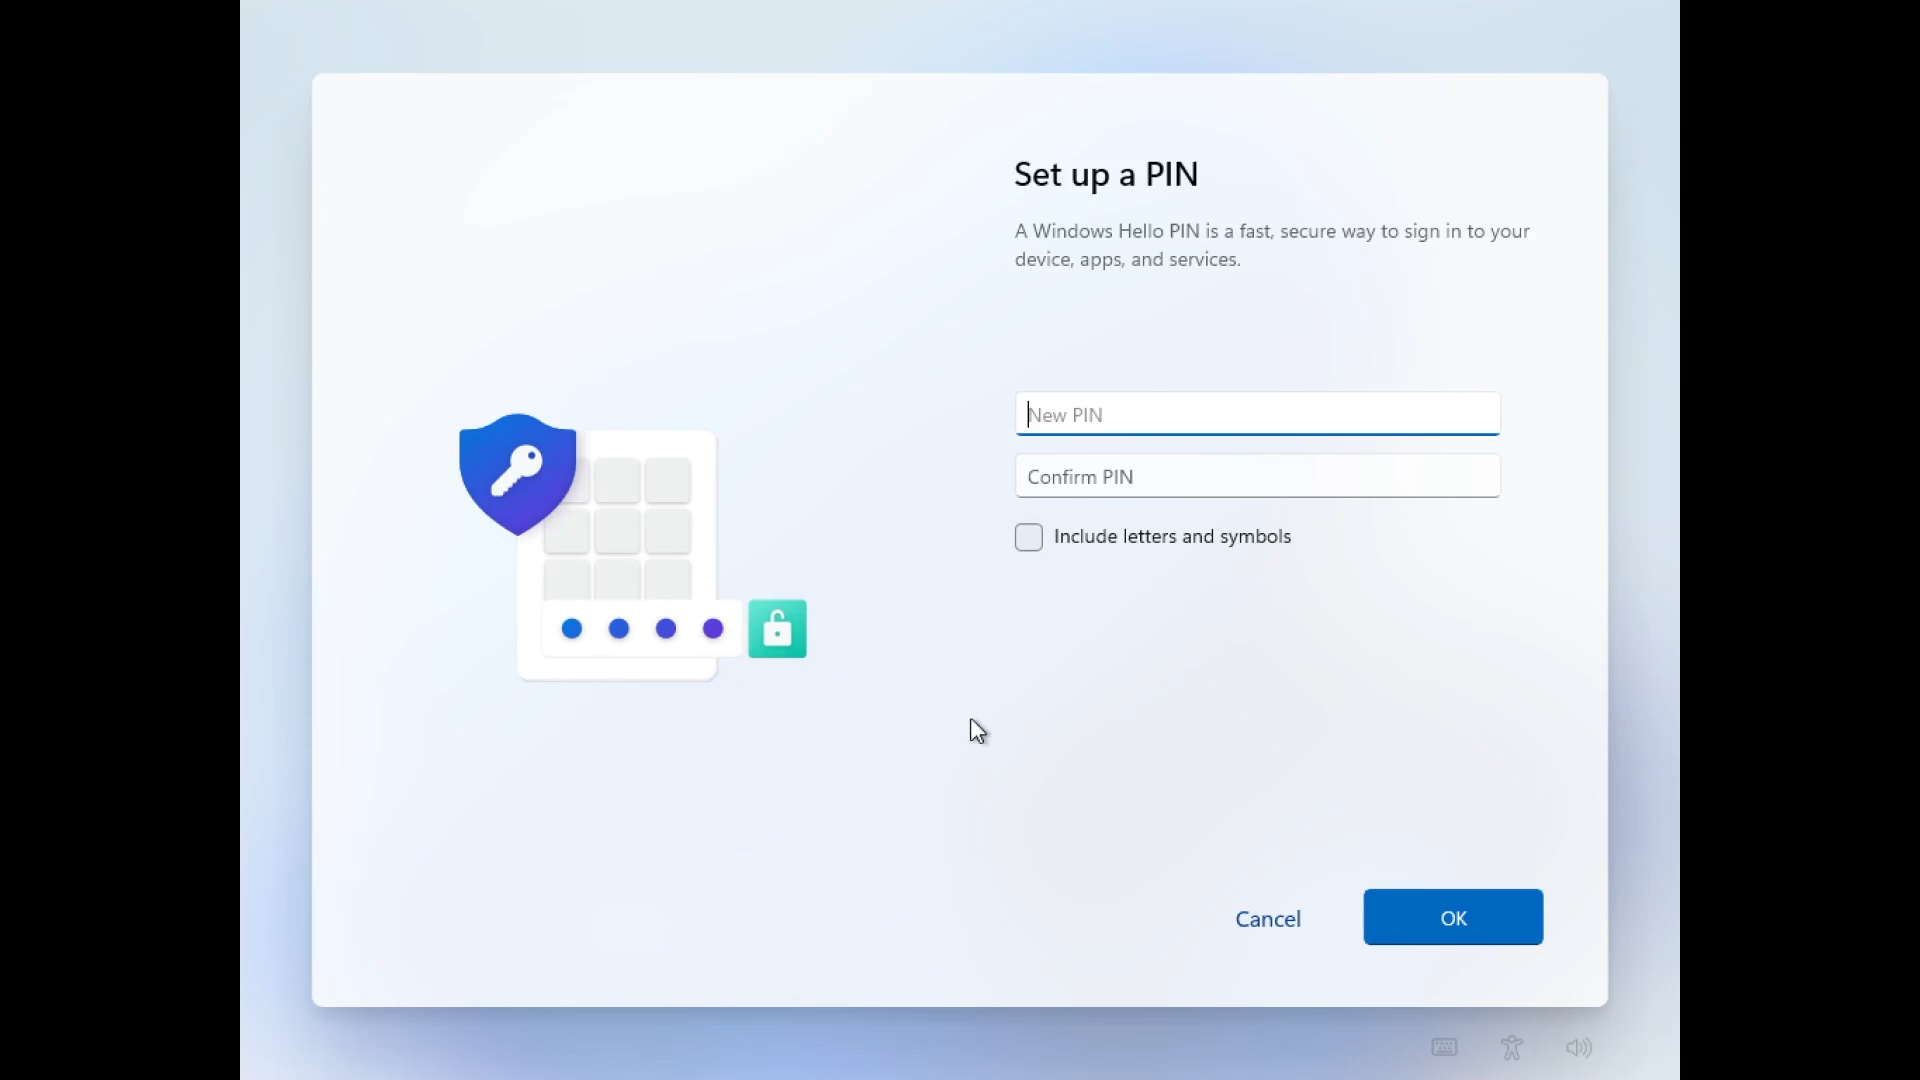 Set up a PIN
A Windows Hello PIN is a fast, secure way to sign in to your
device, apps, and services.
New PIN
Confirm PIN
Include letters and symbols
Cancel
OK